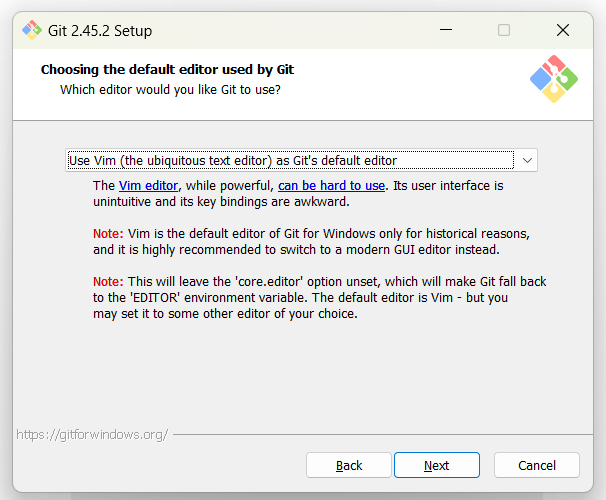 Git 2.45.2 Setup
Choosing the default editor used by Git
Which editor would you like Git to use?
Use Vim (the ubiquitous text editor) as Git's default editor
The Vim editor, while powerful, can be hard to use. Its user interface is
unintuitive and its key bindings are awkward.
Note: Vim is the default editor of Git for Windows only for historical reasons,
and it is highly recommended to switch to a modern GUI editor instead.
Note: This will leave the 'core.editor' option unset, which will make Git fall back
to the 'EDITOR' environment variable. The default editor is Vim - but you
may set it to some other editor of your choice.
https://gitforwindows.org/
Back Next Cancel